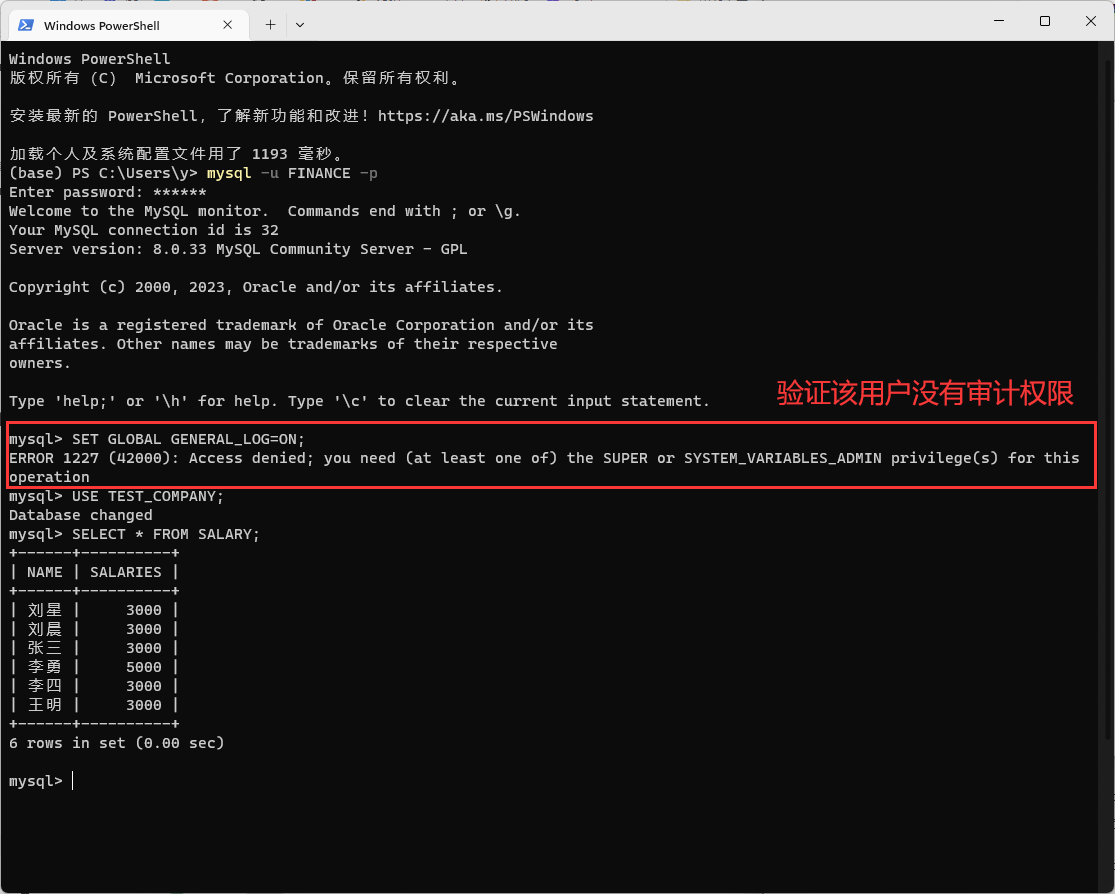 Windows PowerShell
Windows PowerShell
版权所有 (C)  Microsoft Corporation。保留所有权利。
安装最新的 PowerShell，了解新功能和改进！https://aka.ms/PSWindows
加载个人及系统配置文件用了 1193 毫秒。
(base) PS C:\Users\y> mysql -u FINANCE -p
Enter password: ******
Welcome to the MySQL monitor.  Commands end with ; or \g.
Your MySQL connection id is 32
Server version: 8.0.33 MySQL Community Server - GPL
Copyright (c) 2000, 2023, Oracle and/or its affiliates.
Oracle is a registered trademark of Oracle Corporation and/or its
affiliates. Other names may be trademarks of their respective
owners.
Type 'help;' or '\h' for help. Type '\c' to clear the current input statement.
验证该用户没有审计权限
mysql> SET GLOBAL GENERAL_LOG=ON;
ERROR 1227 (42000): Access denied; you need (at least one of) the SUPER or SYSTEM_VARIABLES_ADMIN privilege(s) for this
operation
mysql> USE TEST_COMPANY;
Database changed
mysql> SELECT * FROM SALARY;
+------+----------+
| NAME | SALARIES |
+------+----------+
| 刘星 |     3000 |
| 刘晨 |     3000 |
| 张三 |     3000 |
| 李勇 |     5000 |
| 李四 |     3000 |
| 王明 |     3000 |
+------+----------+
6 rows in set (0.00 sec)
mysql>